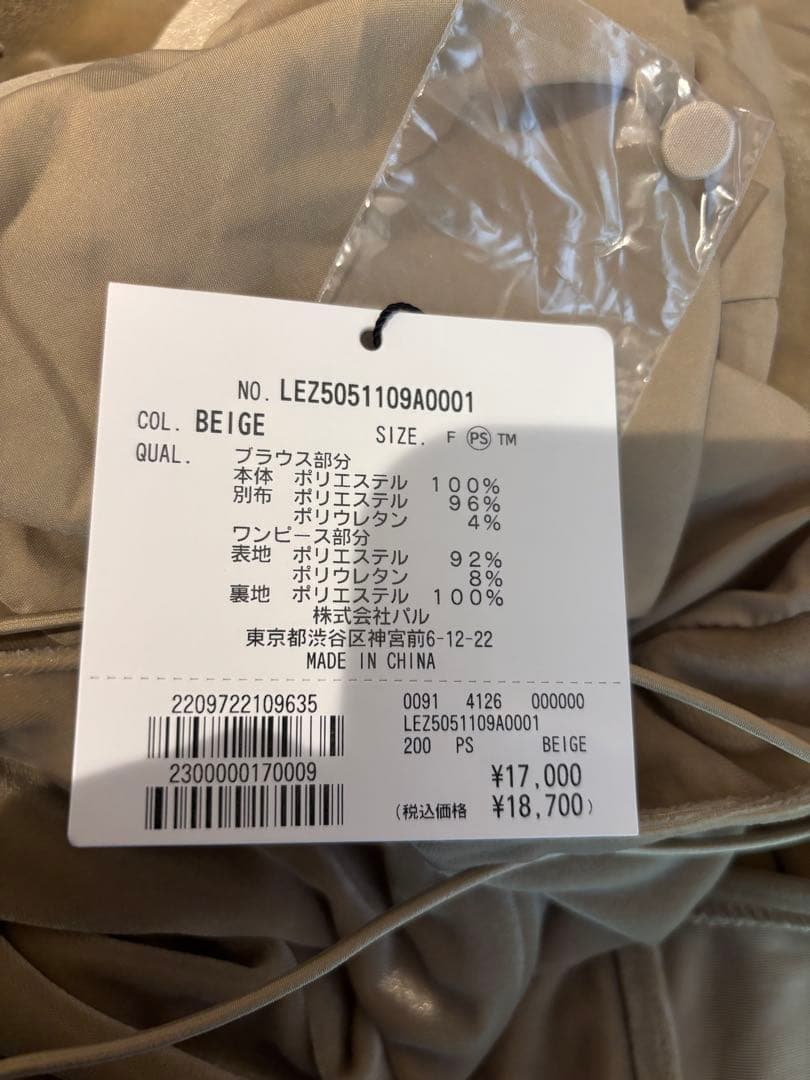 NO. LEZ5051109A0001
COL. BEIGE SIZE. F PS TM
QUAL. ブラウス部分
本体 ポリエステル 100%
別布 ポリエステル 96%
ポリウレタン 4%
ワンピース部分
表地 ポリエステル 92%
ポリウレタン 8%
裏地 ポリエステル 100%
株式会社パル
東京都渋谷区神宮前6-12-22
MADE IN CHINA
2209722109635
2300000170009
0091 4126 000000
LEZ5051109A0001
200 PS BEIGE
¥17,000
(税込価格 ¥18,700)